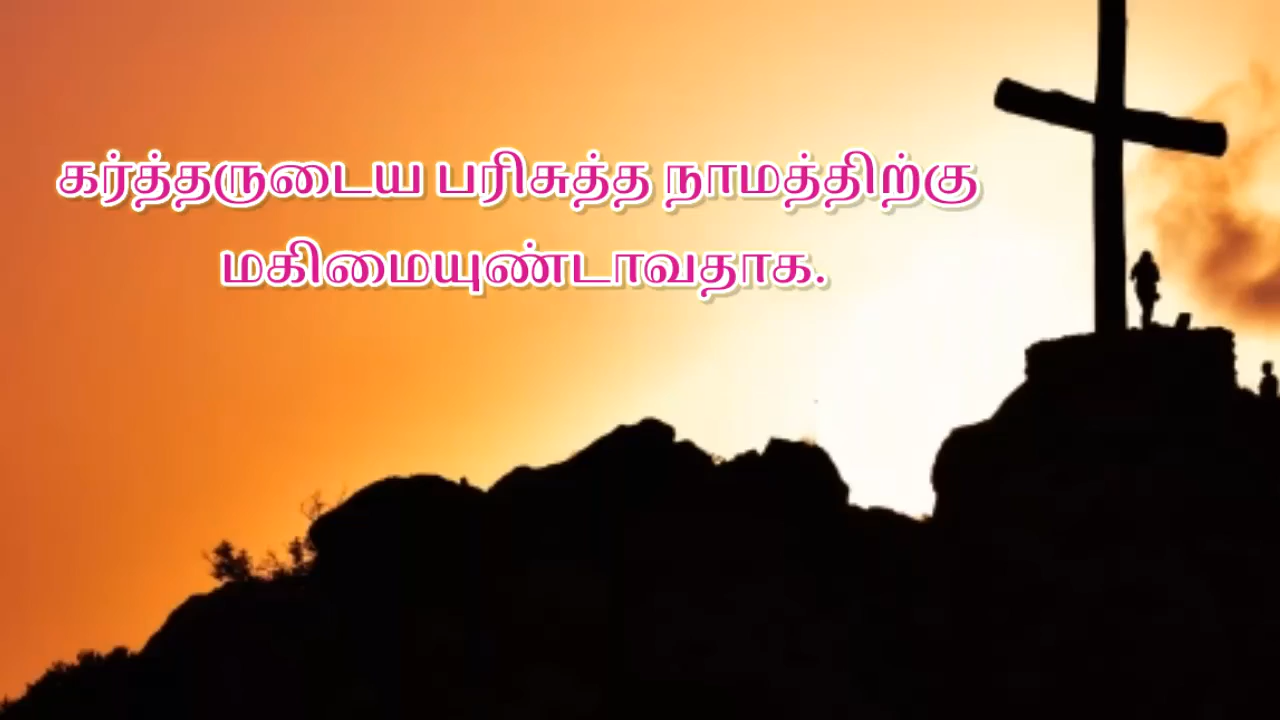 கர்த்தருடைய பரிசுத்த நாமத்திற்கு
மகிமையுண்டாவதாக.